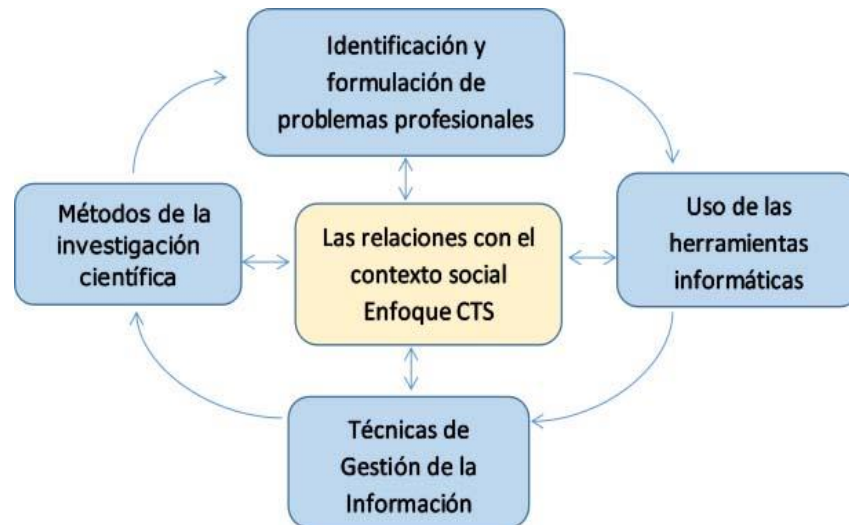 Identificación y
formulación de
problemas profesionales
Métodos de la
investigación
científica
Las relaciones con el
contexto social
Enfoque CTS
Uso de las
herramientas
informáticas
Técnicas de
Gestión de la
Información